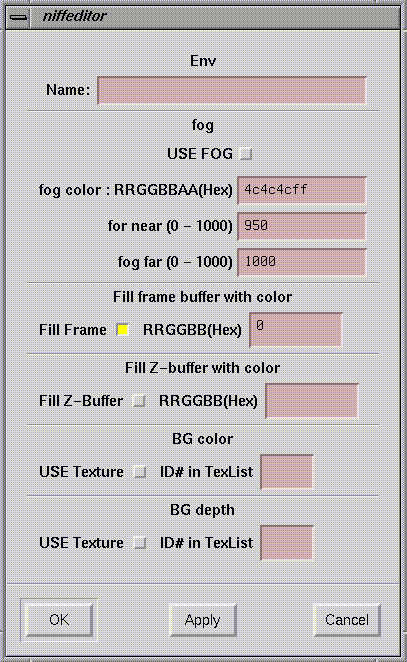 niffeditor
Env
Name:
fog
USE FOG
fog color : RRGGBBAA(Hex) 4c4c4cff
for near (0 - 1000) 950
fog far (0 - 1000) 1000
Fill frame buffer with color
Fill Frame RRGGBB(Hex) 0
Fill Z-buffer with color
Fill Z-Buffer RRGGBB(Hex)
BG color
USE Texture ID# in TexList
BG depth
USE Texture ID# in TexList
OK Apply Cancel